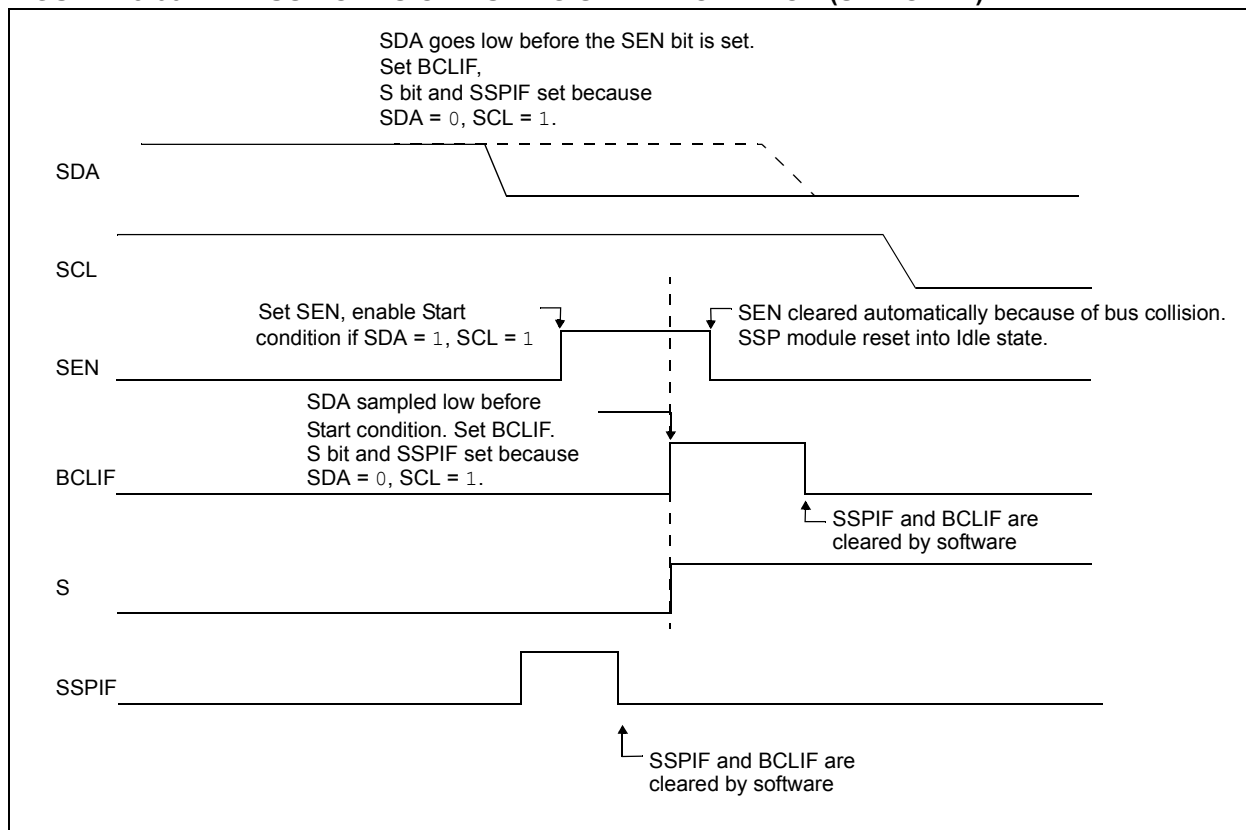 SDA goes low before the SEN bit is set.
Set BCLIF,
S bit and SSPIF set because
SDA = 0, SCL = 1.
SDA
SCL
Set SEN, enable Start
condition if SDA = 1, SCL = 1
SEN cleared automatically because of bus collision.
SSP module reset into Idle state.
SEN
SDA sampled low before
Start condition. Set BCLIF.
S bit and SSPIF set because
SDA = 0, SCL = 1.
BCLIF
SSPIF and BCLIF are
cleared by software
S
SSPIF
SSPIF and BCLIF are
cleared by software